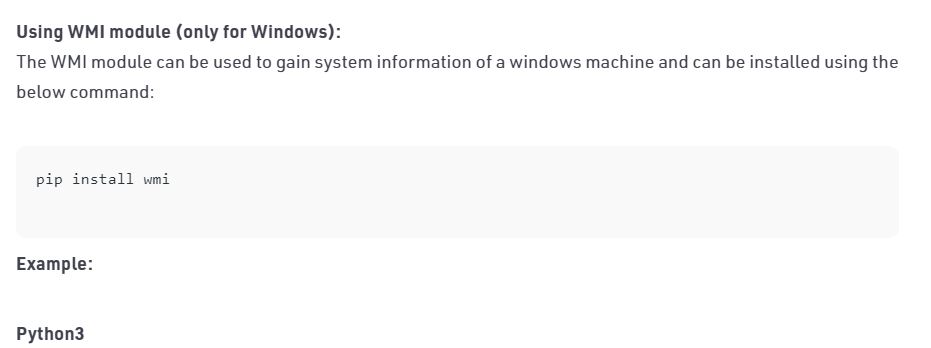 Using WMI module (only for Windows):
The WMI module can be used to gain system information of a windows machine and can be installed using the
below command:
pip install wmi
Example:
Python3